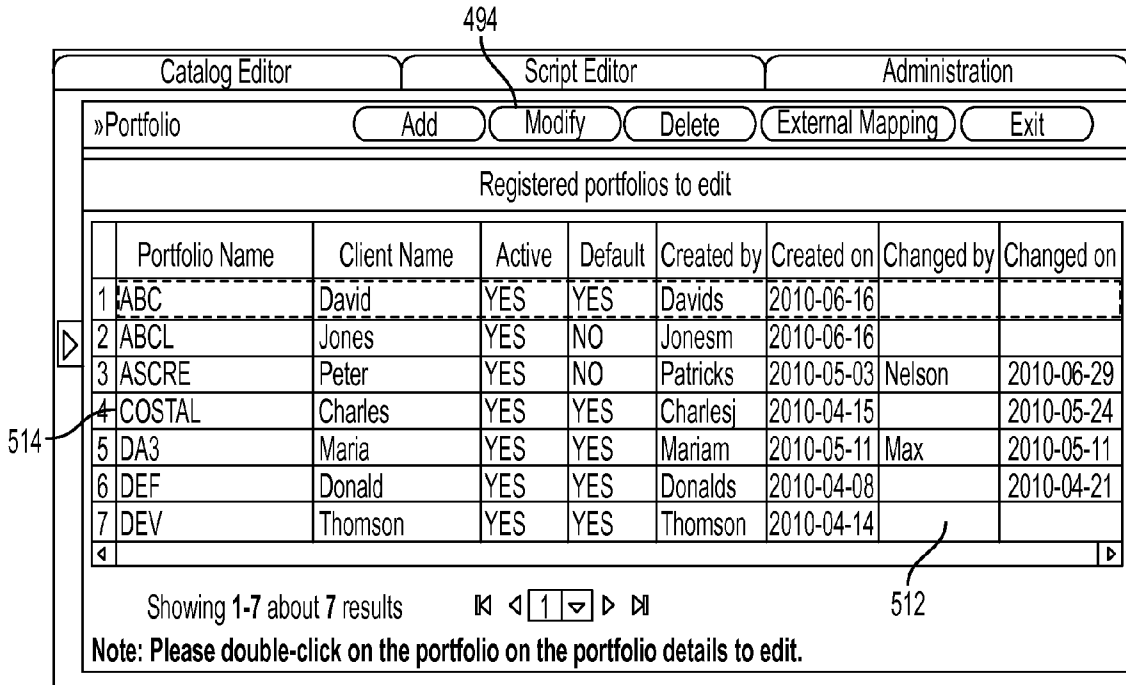 494
Catalog Editor Script Editor Administration
»Portfolio Add Modify Delete External Mapping Exit
Registered portfolios to edit
Portfolio Name Client Name Active Default Created by Created on Changed by Changed on
1 ABC David YES YES Davids 2010-06-16
2 ABCL Jones YES NO Jonesm 2010-06-16
3 ASCRE Peter YES NO Patricks 2010-05-03 Nelson 2010-06-29
4 COSTAL Charles YES YES Charlesj 2010-04-15 2010-05-24
514
5 DA3 Maria YES YES Mariam 2010-05-11 Max 2010-05-11
6 DEF Donald YES YES Donalds 2010-04-08 2010-04-21
7 DEV Thomson YES YES Thomson 2010-04-14
Showing 1-7 about 7 results 1 512
Note: Please double-click on the portfolio on the portfolio details to edit.